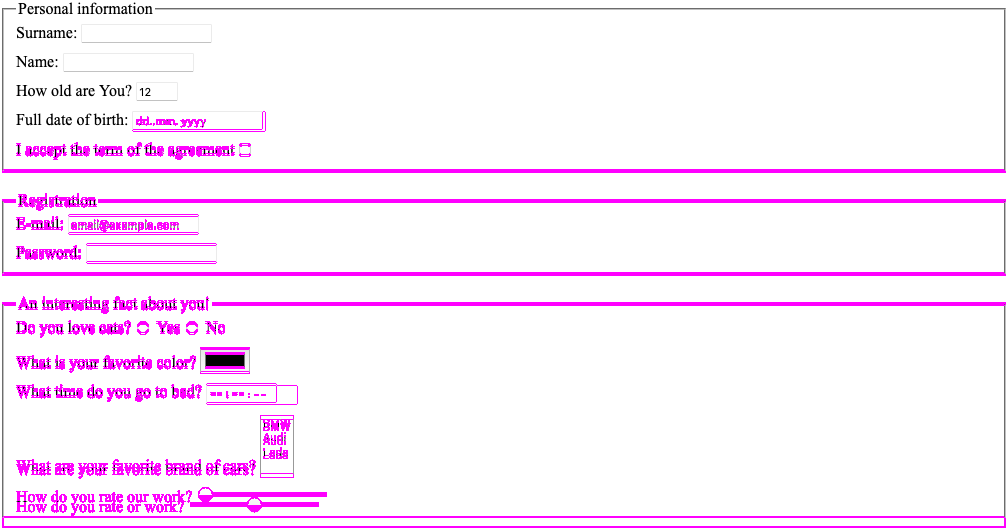 Personal information
Surname:
Name:
How old are You? 12
Full date of birth: dd.mm.yyyy
I accept the term of the agreement
Registration
E-mail: email@example.com
Password:
An interesting fact about you!
Do you love cats? Yes No
What is your favorite color?
What time do you go to bed? --:--
BMW
Audi
Lada
What are your favorite brand of cars?
How do you rate our work?
How do you rate or work?